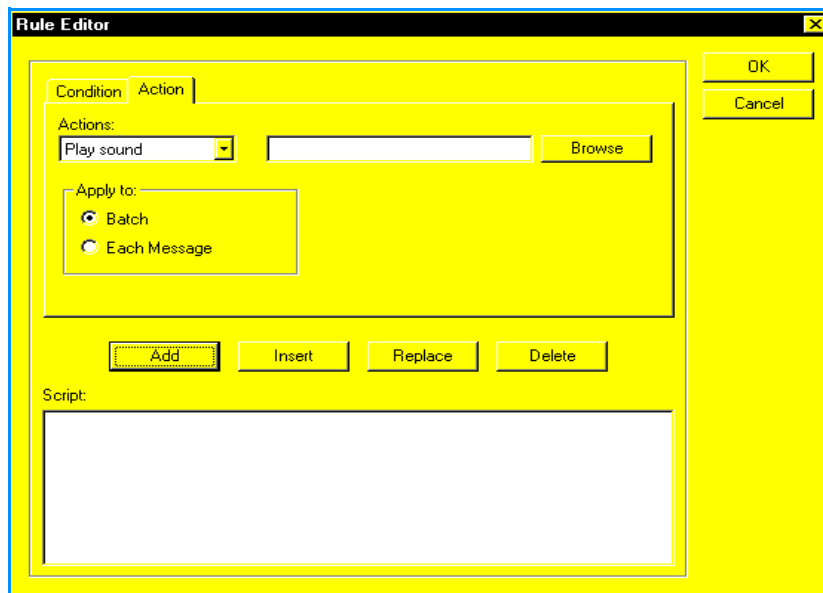 Rule Editor
OK
Cancel
Condition Action
Actions:
Play sound Browse
Apply to:
Batch
Each Message
Add Insert Replace Delete
Script: